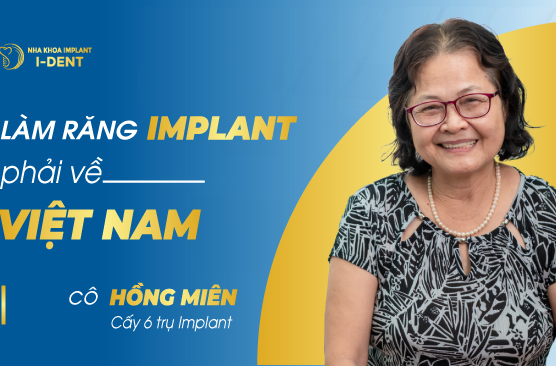 NHA KHOA IMPLANT
I-DENT
LÀM RĂNG IMPLANT
phải về
VIỆT NAM
cô HỒNG MIÊN
Cấy 6 trụ Implant